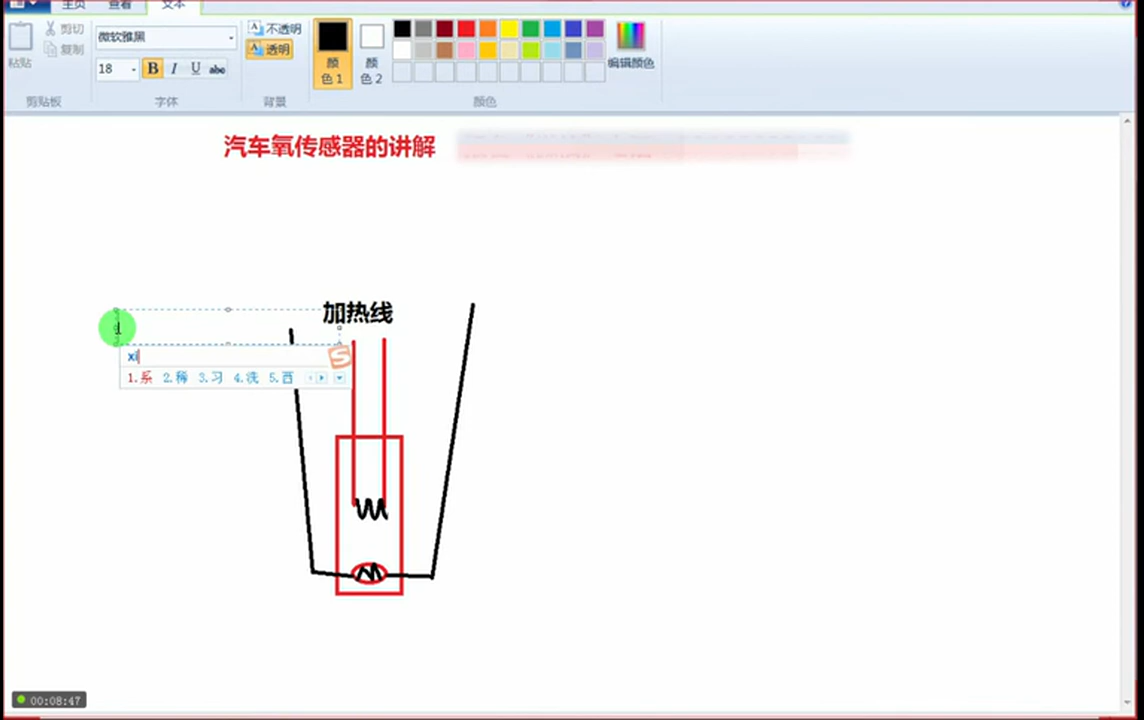 主页 查看 文本
剪切
复制
粘贴
剪贴板
微软雅黑
18 B I U abc
字体
不透明
透明
背景
颜色 1
颜色 2
编辑颜色
颜色
汽车氧传感器的讲解
加热线
xi
1.系 2.稀 3.习 4.洗 5.西
00:08:47